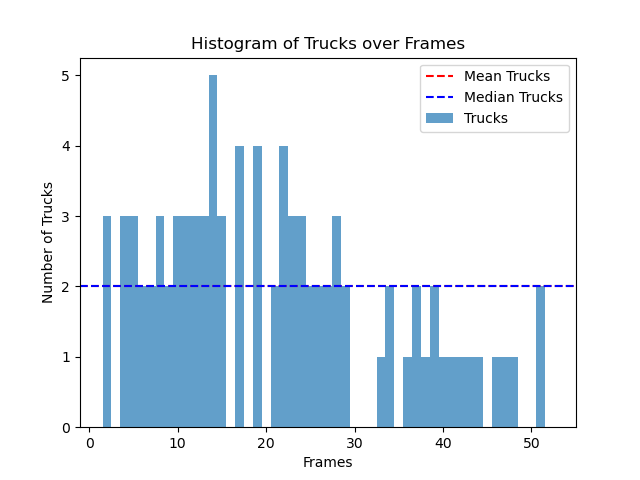 Histogram of Trucks over Frames
Mean Trucks
Median Trucks
Trucks
Number of Trucks
5
4
3
2
1
0
0 10 20 30 40 50
Frames